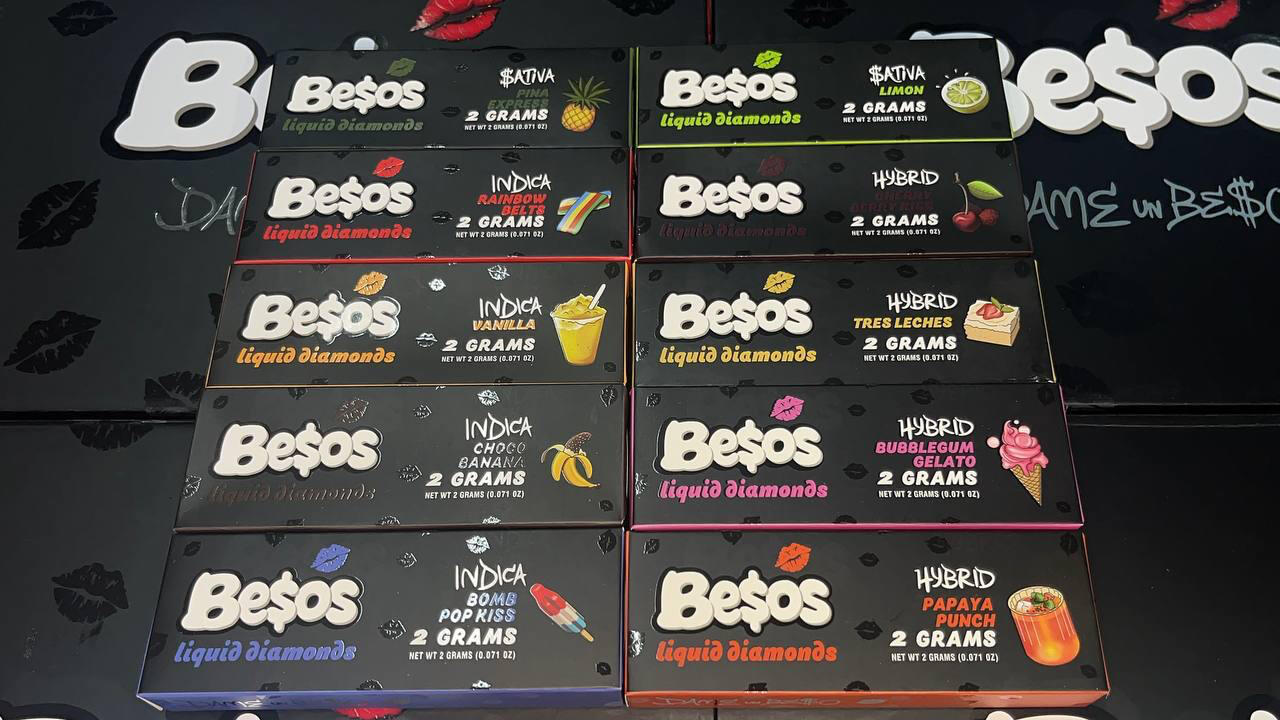 Be$os
$ATIVA
PINA
EXPRESS
2 GRAMS
NET WT 2 GRAMS (0.071 OZ)
liquid diamonds
Be$os
$ATIVA
LIMON
2 GRAMS
NET WT 2 GRAMS (0.071 OZ)
liquid diamonds
Be$os
INDICA
RAINBOW
BELTS
2 GRAMS
NET WT 2 GRAMS (0.071 OZ)
liquid diamonds
Be$os
HYBRID
CHERRY
2 GRAMS
NET WT 2 GRAMS (0.071 OZ)
liquid diamonds
Be$os
INDICA
VANILLA
2 GRAMS
NET WT 2 GRAMS (0.071 OZ)
liquid diamonds
Be$os
HYBRID
TRES LECHES
2 GRAMS
NET WT 2 GRAMS (0.071 OZ)
liquid diamonds
Be$os
INDICA
CHOCO
BANANA
2 GRAMS
NET WT 2 GRAMS (0.071 OZ)
liquid diamonds
Be$os
HYBRID
BUBBLEGUM
GELATO
2 GRAMS
NET WT 2 GRAMS (0.071 OZ)
liquid diamonds
Be$os
INDICA
BOMB
POP KISS
2 GRAMS
NET WT 2 GRAMS (0.071 OZ)
liquid diamonds
Be$os
HYBRID
PAPAYA
PUNCH
2 GRAMS
NET WT 2 GRAMS (0.071 OZ)
liquid diamonds
Be$os
DAME UN BE$O
DAME UN BE$O